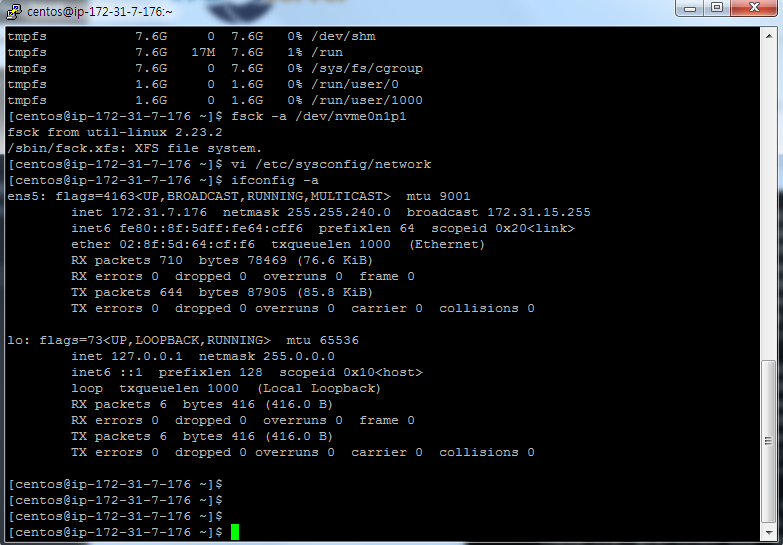 centos@ip-172-31-7-176:~
tmpfs 7.6G 0 7.6G 0% /dev/shm
tmpfs 7.6G 17M 7.6G 1% /run
tmpfs 7.6G 0 7.6G 0% /sys/fs/cgroup
tmpfs 1.6G 0 1.6G 0% /run/user/0
tmpfs 1.6G 0 1.6G 0% /run/user/1000
[centos@ip-172-31-7-176 ~]$ fsck -a /dev/nvme0n1p1
fsck from util-linux 2.23.2
/sbin/fsck.xfs: XFS file system.
[centos@ip-172-31-7-176 ~]$ vi /etc/sysconfig/network
[centos@ip-172-31-7-176 ~]$ ifconfig -a
ens5: flags=4163<UP,BROADCAST,RUNNING,MULTICAST> mtu 9001
inet 172.31.7.176 netmask 255.255.240.0 broadcast 172.31.15.255
inet6 fe80::8f:5dff:fe64:cff6 prefixlen 64 scopeid 0x20<link>
ether 02:8f:5d:64:cf:f6 txqueuelen 1000 (Ethernet)
RX packets 710 bytes 78469 (76.6 KiB)
RX errors 0 dropped 0 overruns 0 frame 0
TX packets 644 bytes 87905 (85.8 KiB)
TX errors 0 dropped 0 overruns 0 carrier 0 collisions 0
lo: flags=73<UP,LOOPBACK,RUNNING> mtu 65536
inet 127.0.0.1 netmask 255.0.0.0
inet6 ::1 prefixlen 128 scopeid 0x10<host>
loop txqueuelen 1000 (Local Loopback)
RX packets 6 bytes 416 (416.0 B)
RX errors 0 dropped 0 overruns 0 frame 0
TX packets 6 bytes 416 (416.0 B)
TX errors 0 dropped 0 overruns 0 carrier 0 collisions 0
[centos@ip-172-31-7-176 ~]$
[centos@ip-172-31-7-176 ~]$
[centos@ip-172-31-7-176 ~]$
[centos@ip-172-31-7-176 ~]$